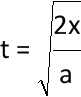 t = √(2x/a)